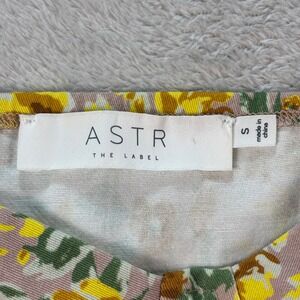 ASTR
THE LABEL
S
made in
china